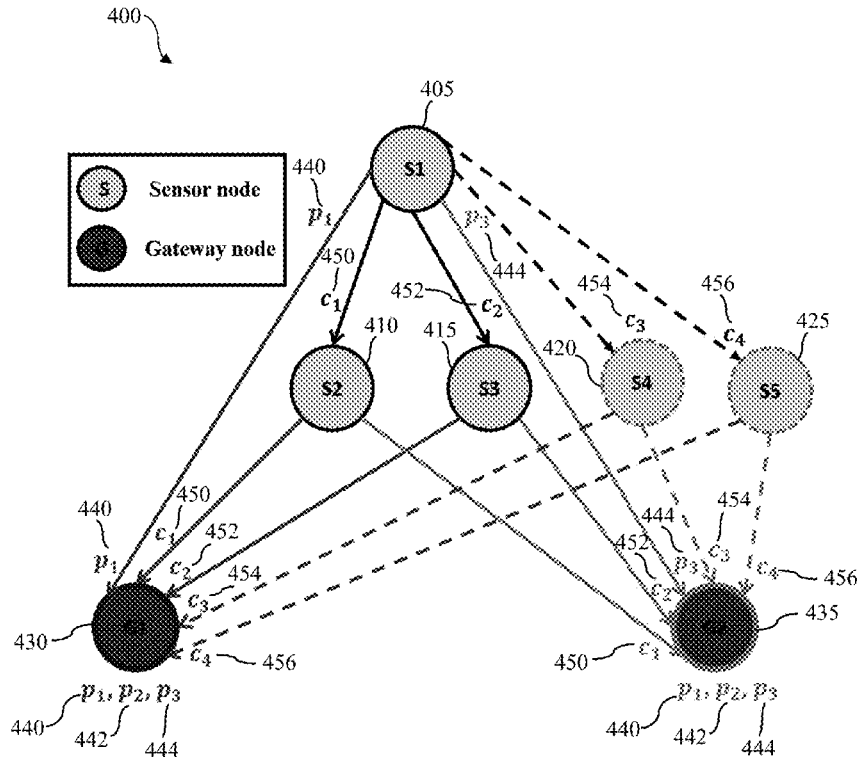 400
405
440
S1
S Sensor node
Gateway node
p₁
450
c₁
452
c₂
p₃
444
454
c₃
456
c₄
410
415
420
425
S2
S3
S4
S5
440
p₁
450
c₁
452
c₂
454
c₃
456
c₄
430
G1
452
c₂
444
p₃
454
c₃
c₄
456
435
G2
450
c₁
p₁, p₂, p₃
440
442
444
p₁, p₂, p₃
440
442
444